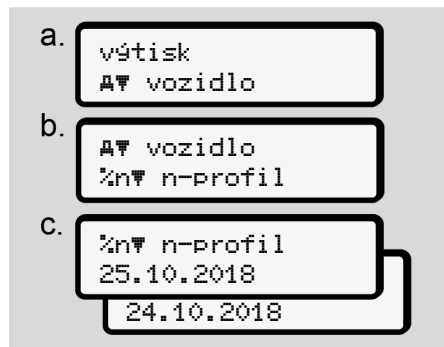 a.
výtisk
A▼ vozidlo
b.
A▼ vozidlo
%n▼ n-profil
c.
%n▼ n-profil
25.10.2018
24.10.2018